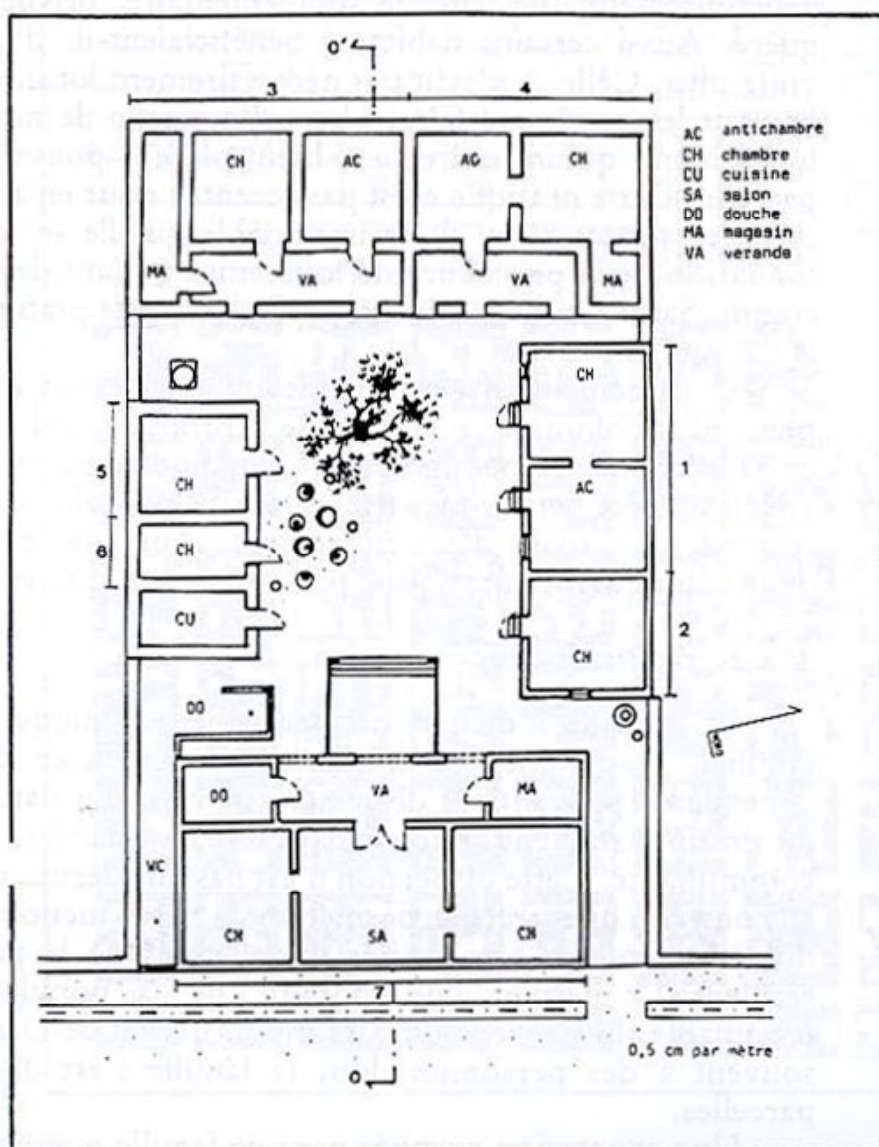 O'
3 4
AC antichambre
CH chambre
CU cuisine
SA salon
DO douche
MA magasin
VA veranda
CH AC AC CH
MA VA VA MA
CH
5 CH 1
AC
6 CH
CU 2
CH
DO
DO VA MA
WC
CH SA CH
7
0,5 cm par mètre
O